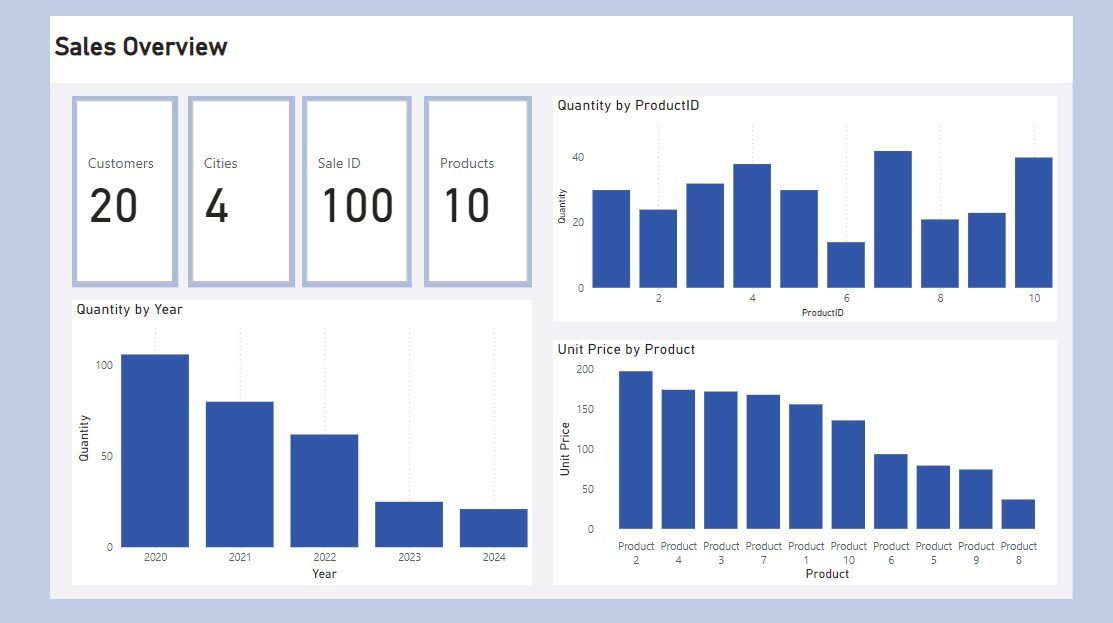 Sales Overview
Customers
20
Cities
4
Sale ID
100
Products
10
Quantity by ProductID
Quantity
40
20
0
2 4 6 8 10
ProductID
Quantity by Year
Quantity
100
50
0
2020 2021 2022 2023 2024
Year
Unit Price by Product
Unit Price
200
150
100
50
0
Product Product Product Product Product Product Product Product Product Product
2 4 3 7 1 10 6 5 9 8
Product